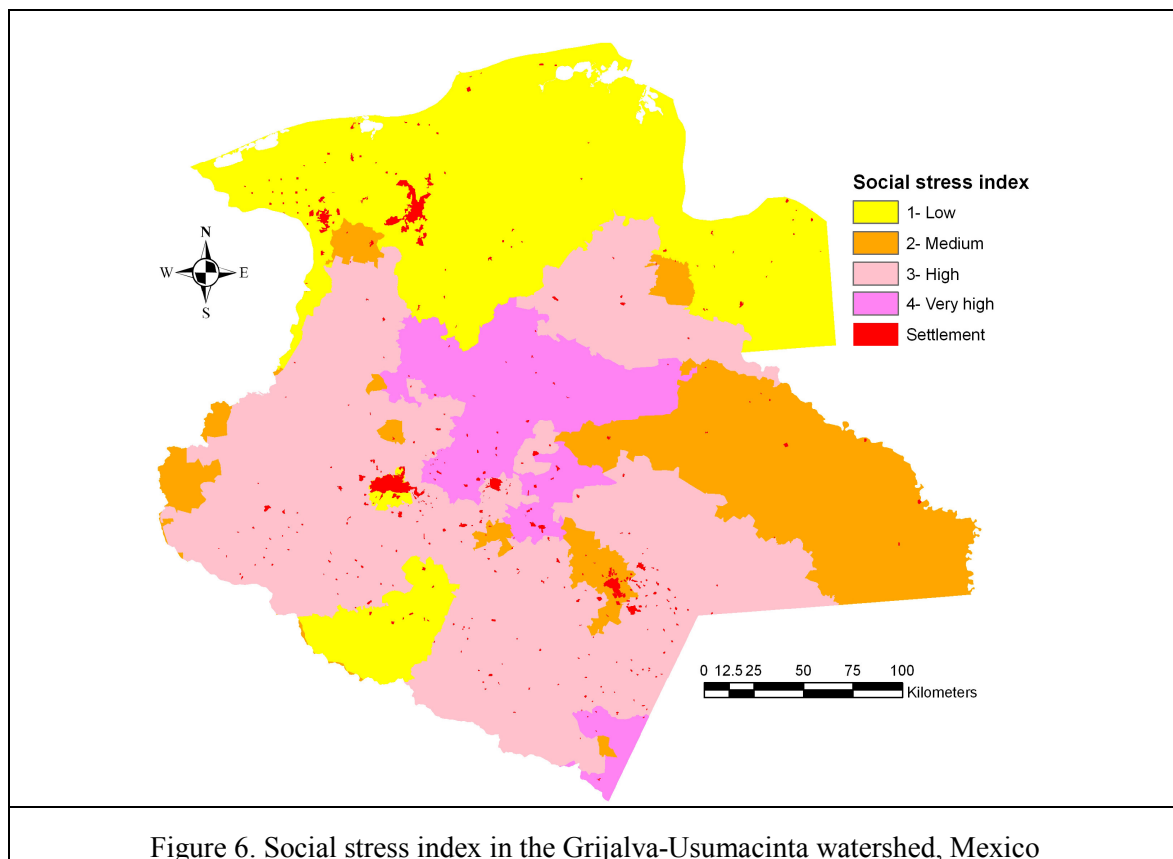 Social stress index
1- Low
2- Medium
3- High
4- Very high
Settlement
N
W E
S
0 12.5 25 50 75 100
Kilometers
Figure 6. Social stress index in the Grijalva-Usumacinta watershed, Mexico